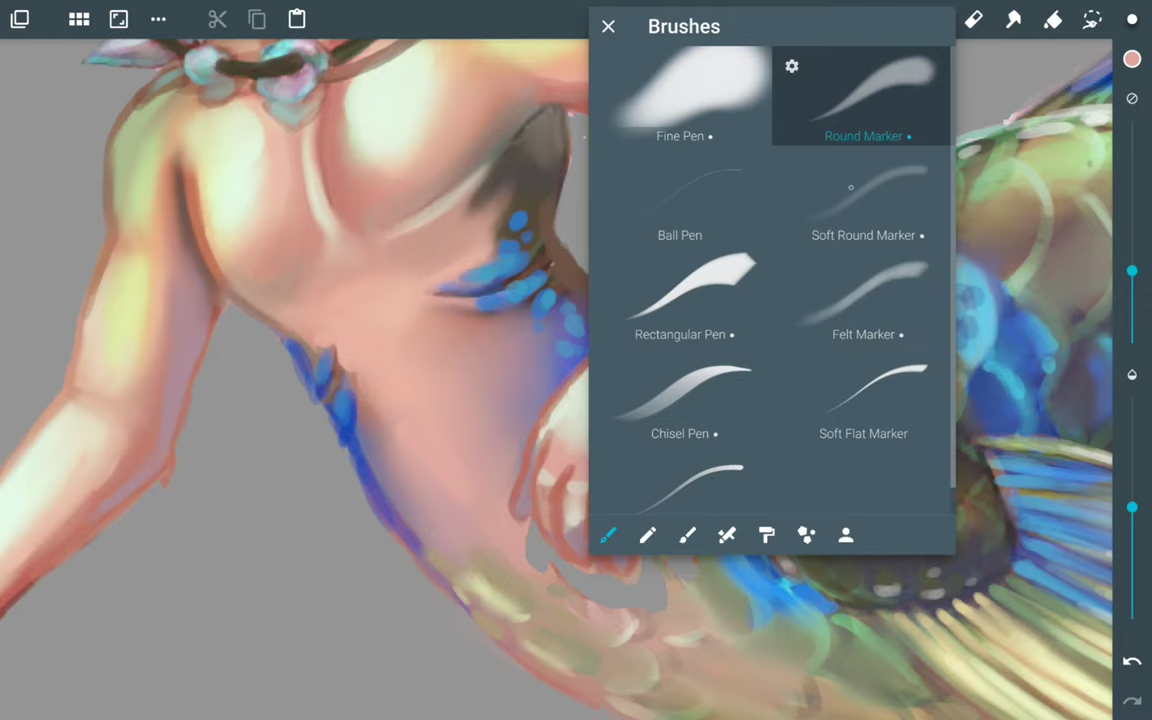 Brushes
Fine Pen •
Round Marker •
Ball Pen
Soft Round Marker •
Rectangular Pen •
Felt Marker •
Chisel Pen •
Soft Flat Marker